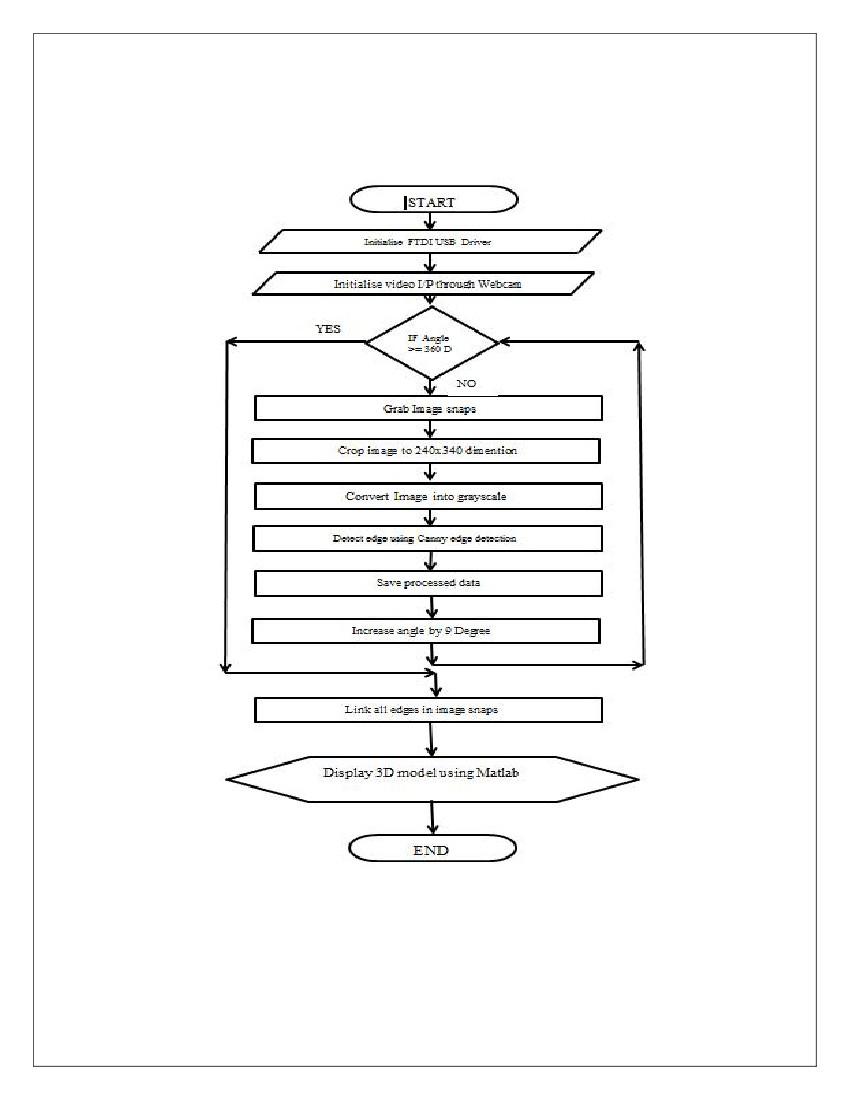 START
Initialise FTDI USB Driver
Initialise video I/P through Webcam
YES
IF Angle
>= 360 D
NO
Grab Image snaps
Crop image to 240x340 dimention
Convert Image into grayscale
Detect edge using Canny edge detection
Save processed data
Increase angle by 9 Degree
Link all edges in image snaps
Display 3D model using Matlab
END